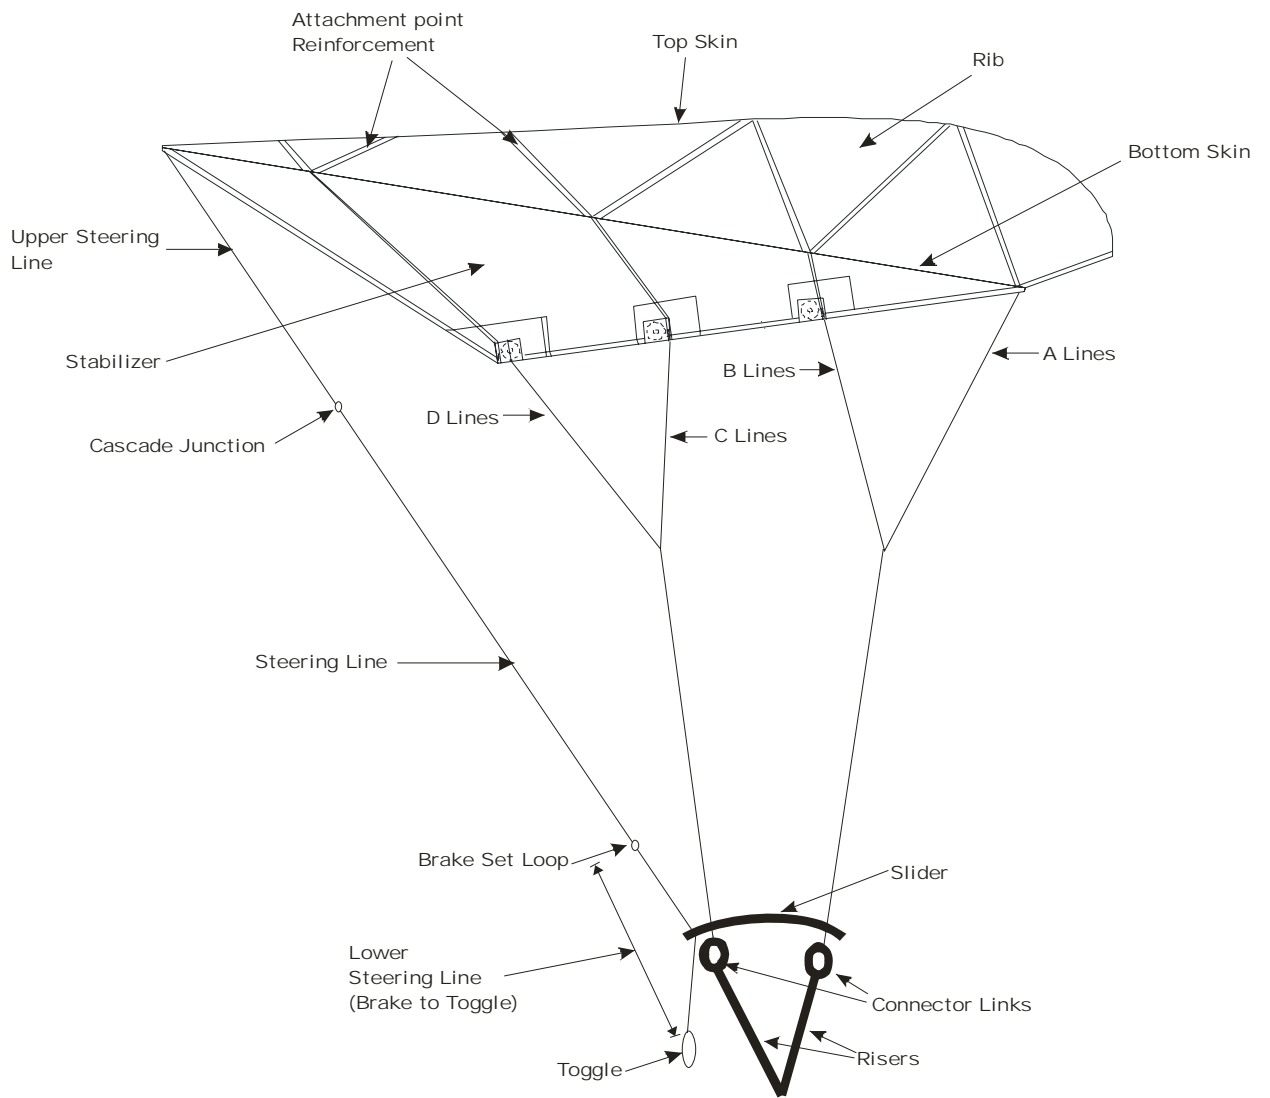 Attachment point
Reinforcement
Top Skin
Rib
Bottom Skin
Upper Steering
Line
Stabilizer
A Lines
B Lines
D Lines
C Lines
Cascade Junction
Steering Line
Brake Set Loop
Slider
Lower
Steering Line
(Brake to Toggle)
Connector Links
Risers
Toggle